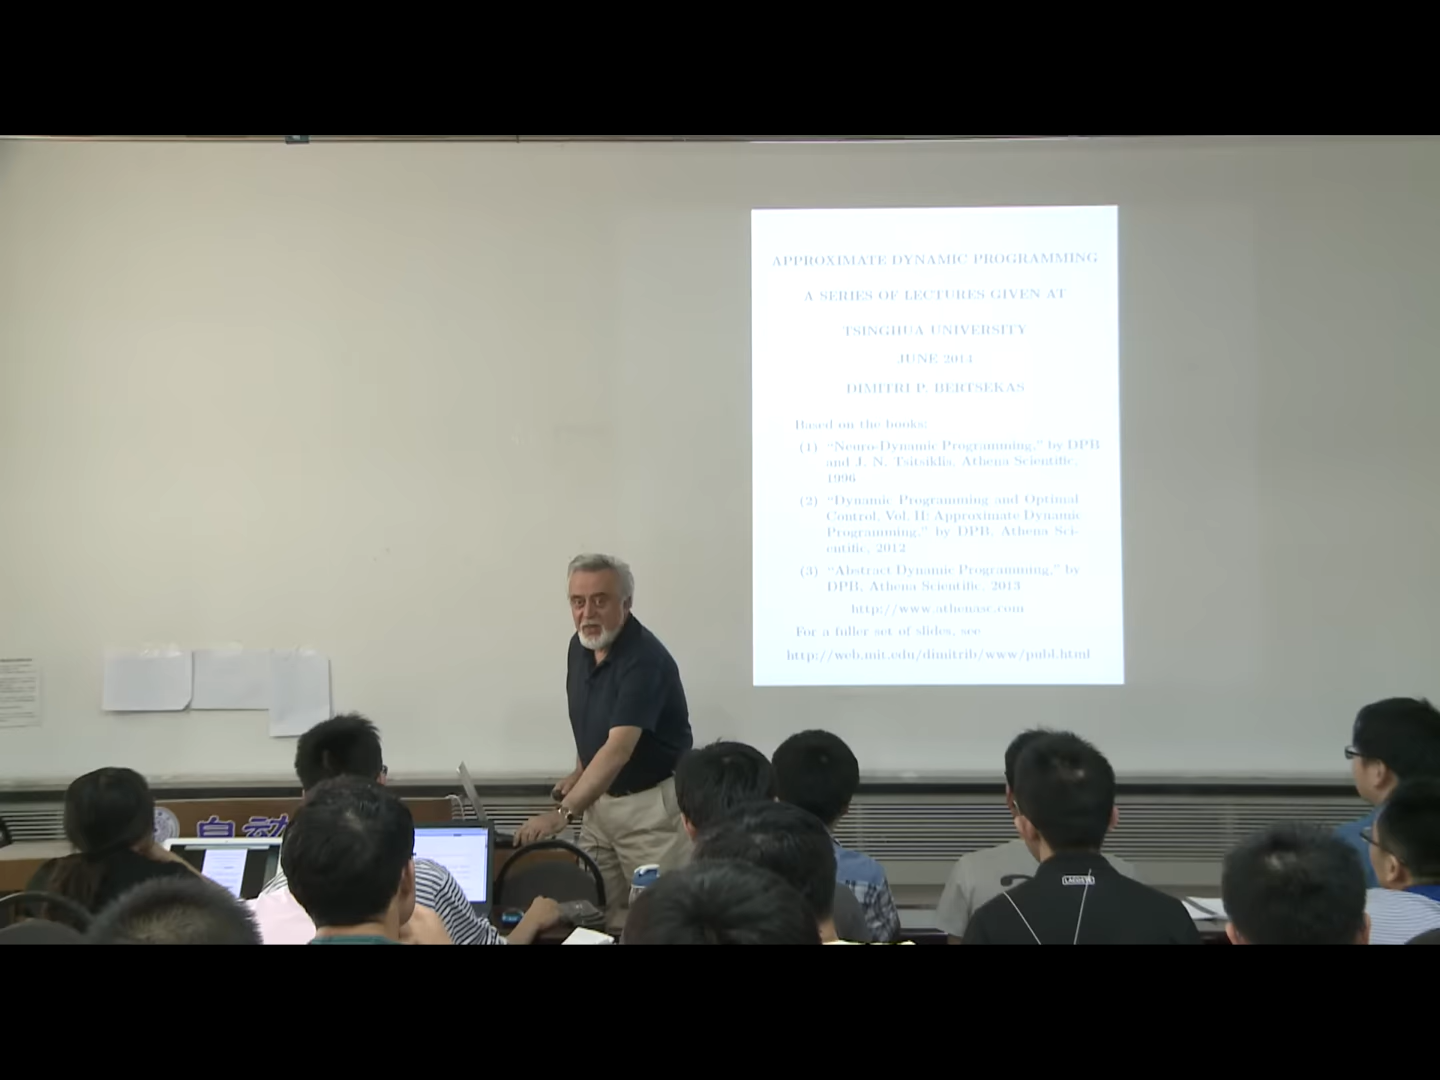 APPROXIMATE DYNAMIC PROGRAMMING
A SERIES OF LECTURES GIVEN AT
TSINGHUA UNIVERSITY
JUNE 2014
DIMITRI P. BERTSEKAS
Based on the books:
(1) “Neuro-Dynamic Programming,” by DPB
and J. N. Tsitsiklis, Athena Scientific,
1996
(2) “Dynamic Programming and Optimal
Control, Vol. II: Approximate Dynamic
Programming,” by DPB, Athena Sci-
entific, 2012
(3) “Abstract Dynamic Programming,” by
DPB, Athena Scientific, 2013
http://www.athenasc.com
For a fuller set of slides, see
http://web.mit.edu/dimitrib/www/publ.html
自动
LACOSTE